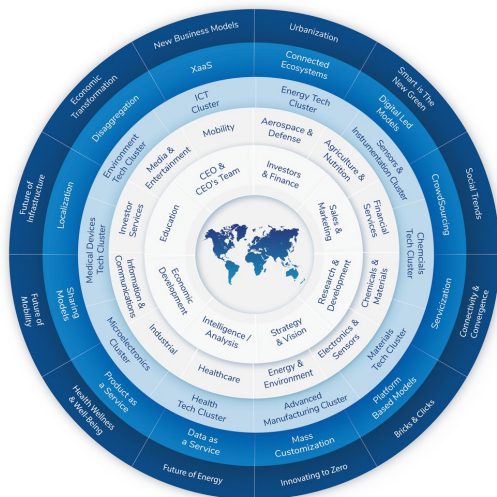 New Business Models
Urbanization
Smart is The
New Green
Social Trends
Connectivity &
Convergence
Bricks & Clicks
Innovating to Zero
Future of Energy
Health Wellness
& Well-Being
Future of
Mobility
Future of
Infrastructure
Economic
Transformation
XaaS
Connected
Ecosystems
Digital Led
Models
CrowdSourcing
Servicization
Platform
Based Models
Mass
Customization
Data as
a Service
Product as
a Service
Sharing
Models
Localization
Disaggregation
ICT
Cluster
Energy Tech
Cluster
Sensors &
Instrumentation Cluster
Chemcials
Tech Cluster
Materials
Tech Cluster
Advanced
Manufacturing Cluster
Health
Tech Cluster
Microelectronics
Cluster
Medical Devices
Tech Cluster
Environment
Tech Cluster
Mobility
Aerospace &
Defense
Agriculture &
Nutrition
Financial
Services
Chemicals &
Materials
Electronics &
Sensors
Energy &
Environment
Healthcare
Industrial
Information &
Communications
Investor
Services
Media &
Entertainment
CEO &
CEO's Team
Investors
& Finance
Sales &
Marketing
Research &
Development
Strategy
& Vision
Intelligence /
Analysis
Economic
Development
Education